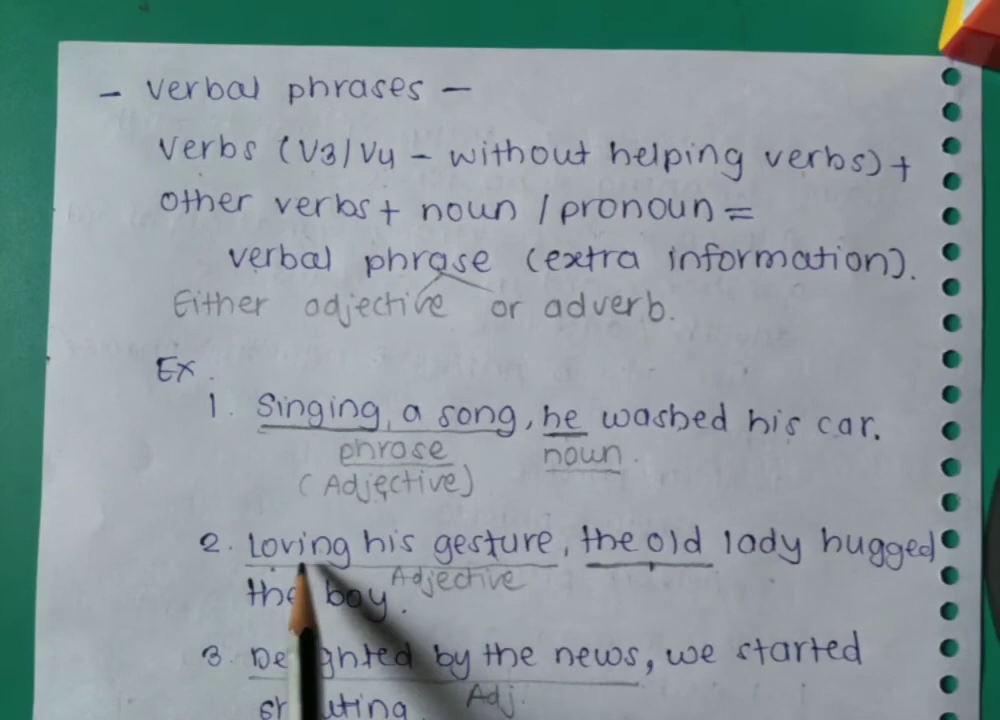 - Verbal phrases -
Verbs (V3/V4 - without helping verbs) +
other verbs + noun / pronoun =
verbal phrase (extra information).
Either adjective or adverb.
Ex.
1. Singing a song, he washed his car.
phrase noun.
(Adjective)
2. Loving his gesture, the old lady hugged
Adjective
the boy.
3. by the news, we started
Adj.